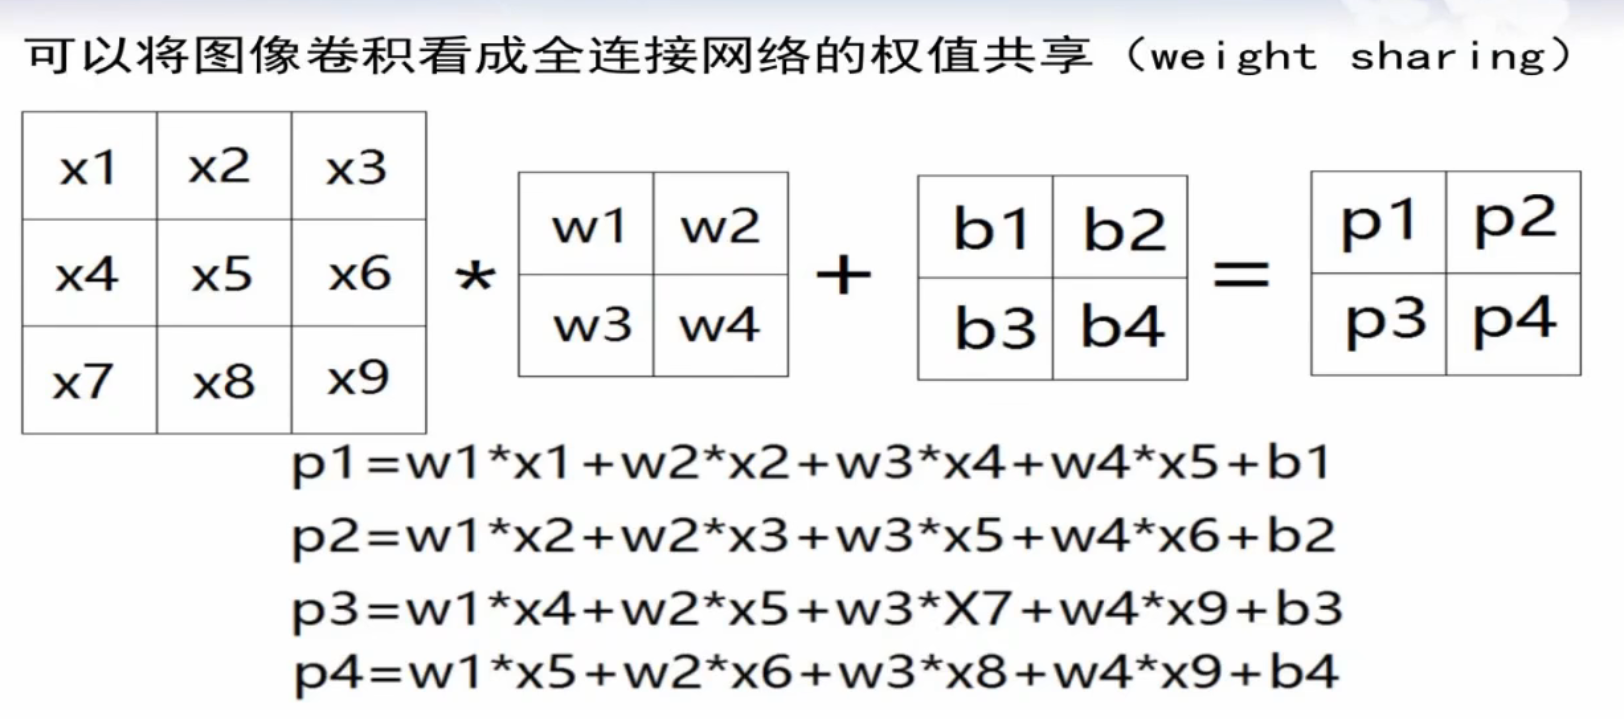 可以将图像卷积看成全连接网络的权值共享（weight sharing）
x1 x2 x3
x4 x5 x6
x7 x8 x9
*
w1 w2
w3 w4
+
b1 b2
b3 b4
=
p1 p2
p3 p4
p1=w1*x1+w2*x2+w3*x4+w4*x5+b1
p2=w1*x2+w2*x3+w3*x5+w4*x6+b2
p3=w1*x4+w2*x5+w3*X7+w4*x9+b3
p4=w1*x5+w2*x6+w3*x8+w4*x9+b4